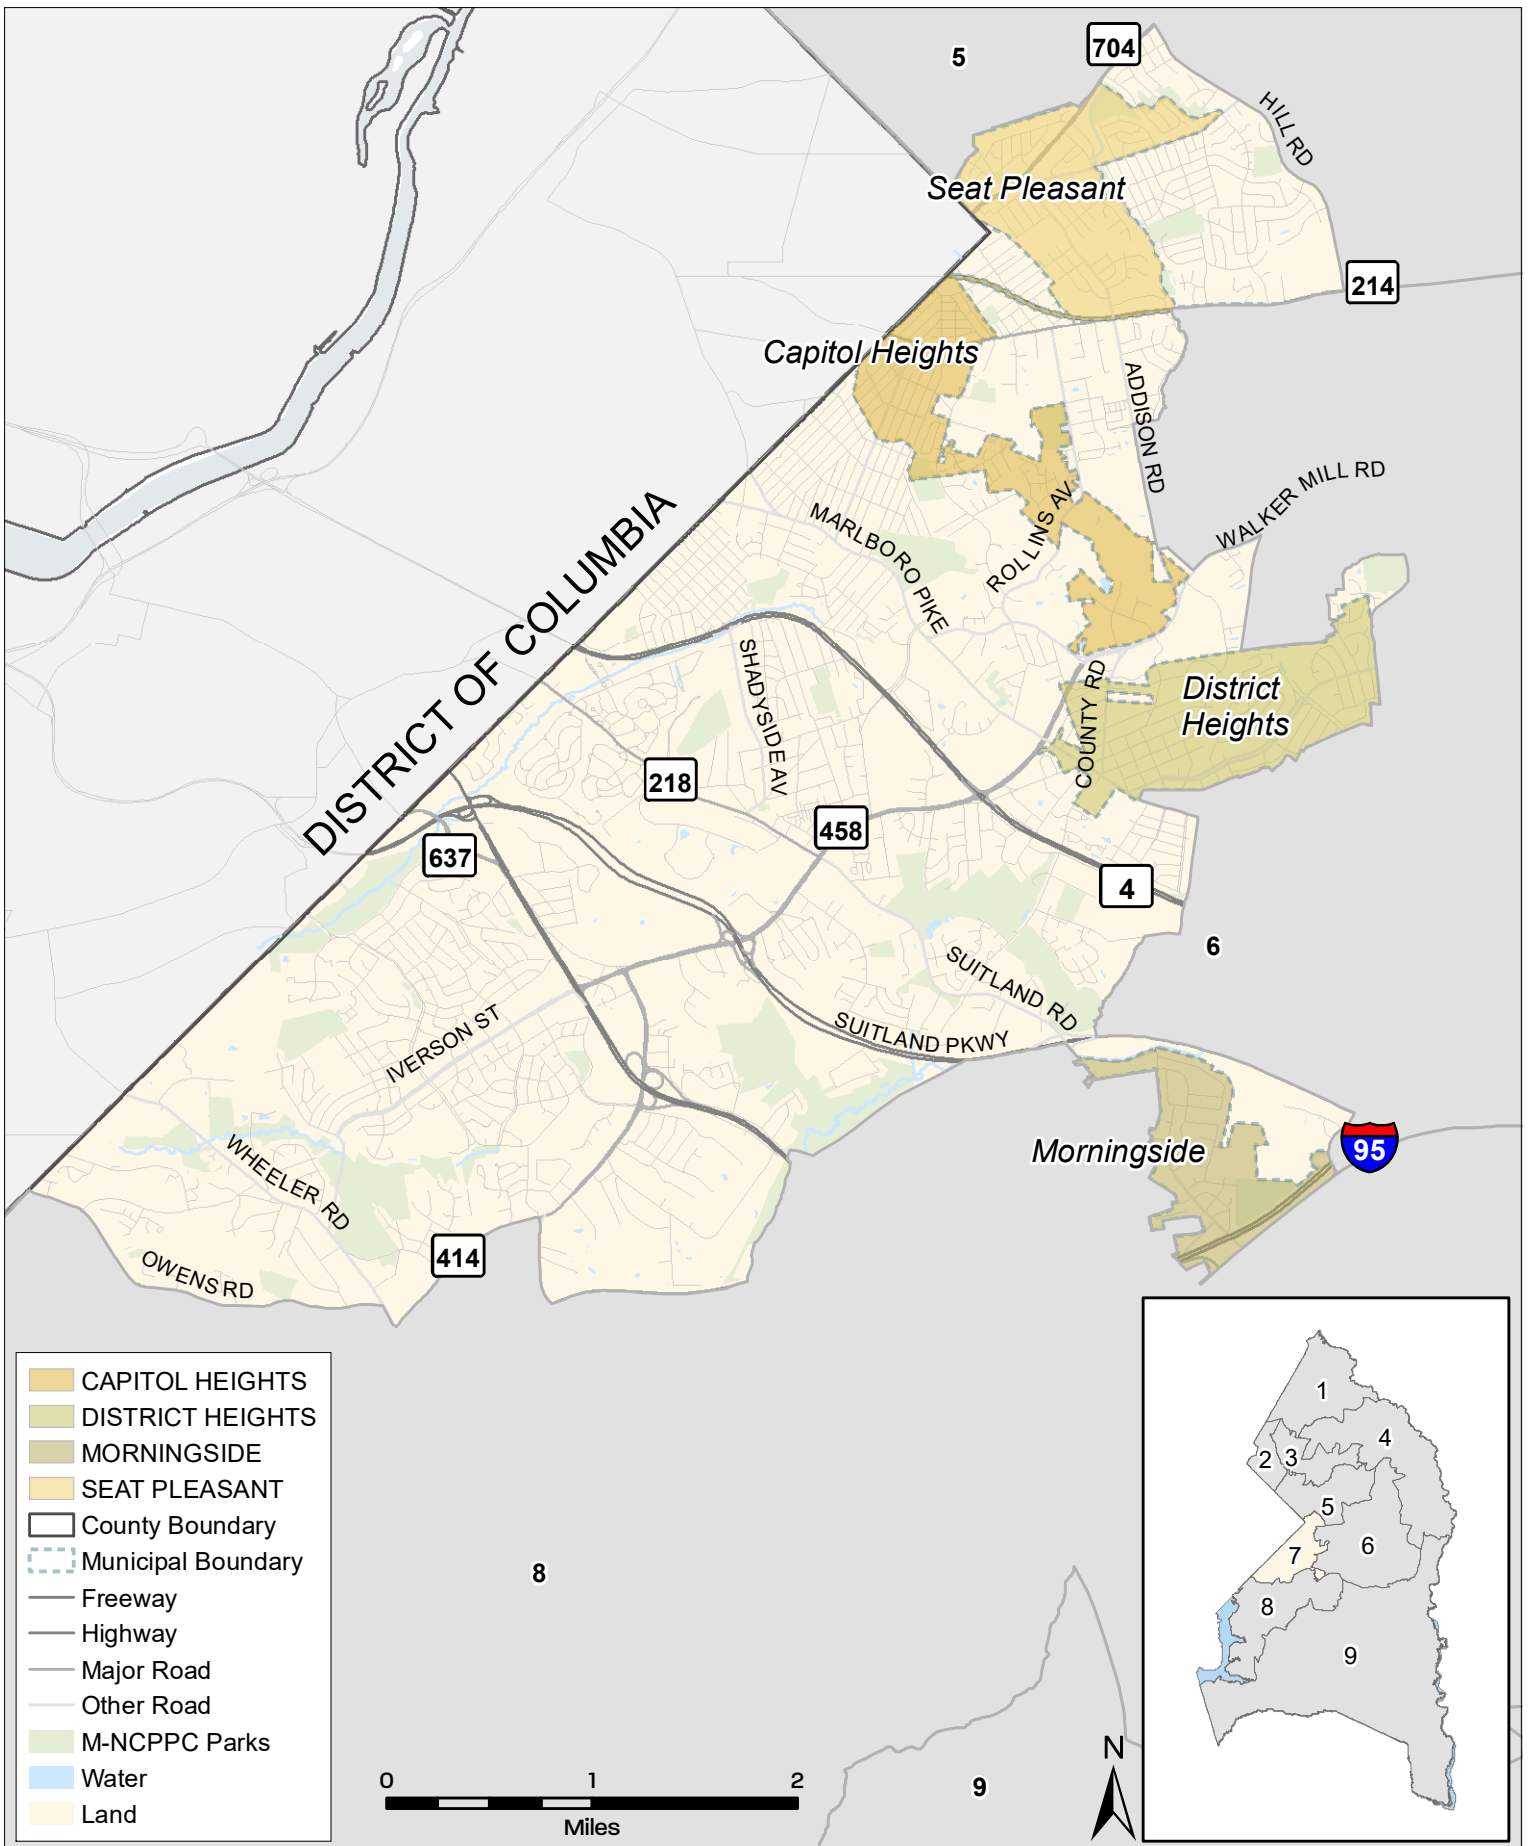 5
704
HILL RD
Seat Pleasant
214
Capitol Heights
ADDISON RD
WALKER MILL RD
MARLBORO PIKE
ROLLINS AV
DISTRICT OF COLUMBIA
SHADYSIDE AV
COUNTY RD
District
Heights
218
458
637
4
6
SUITLAND RD
SUITLAND PKWY
IVERSON ST
Morningside
95
WHEELER RD
OWENS RD
414
CAPITOL HEIGHTS
DISTRICT HEIGHTS
MORNINGSIDE
SEAT PLEASANT
County Boundary
Municipal Boundary
Freeway
Highway
Major Road
Other Road
M-NCPPC Parks
Water
Land
8
0 1 2
Miles
9
N
1
4
2
3
5
6
7
8
9